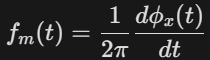 f_m(t) = \frac{1}{2\pi} \frac{d\phi_x(t)}{dt}